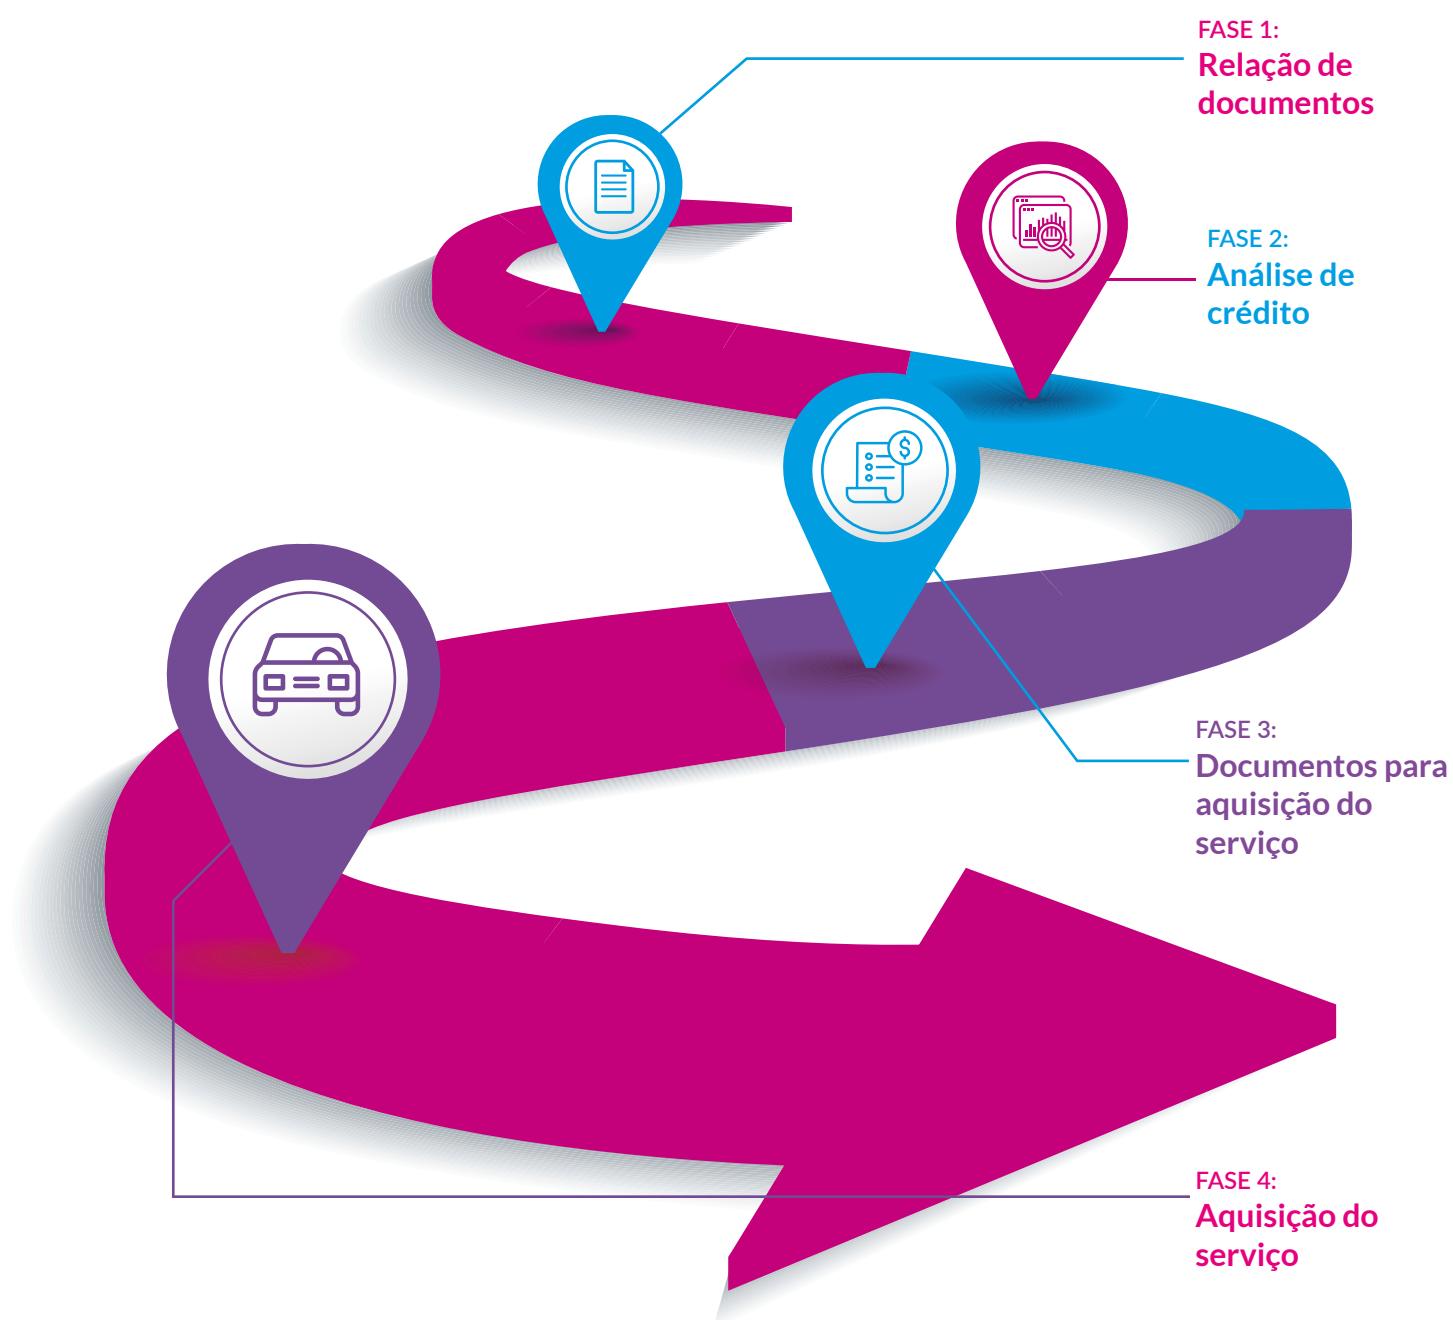 FASE 1:
Relação de
documentos
FASE 2:
Análise de
crédito
$
FASE 3:
Documentos para
aquisição do
serviço
FASE 4:
Aquisição do
serviço